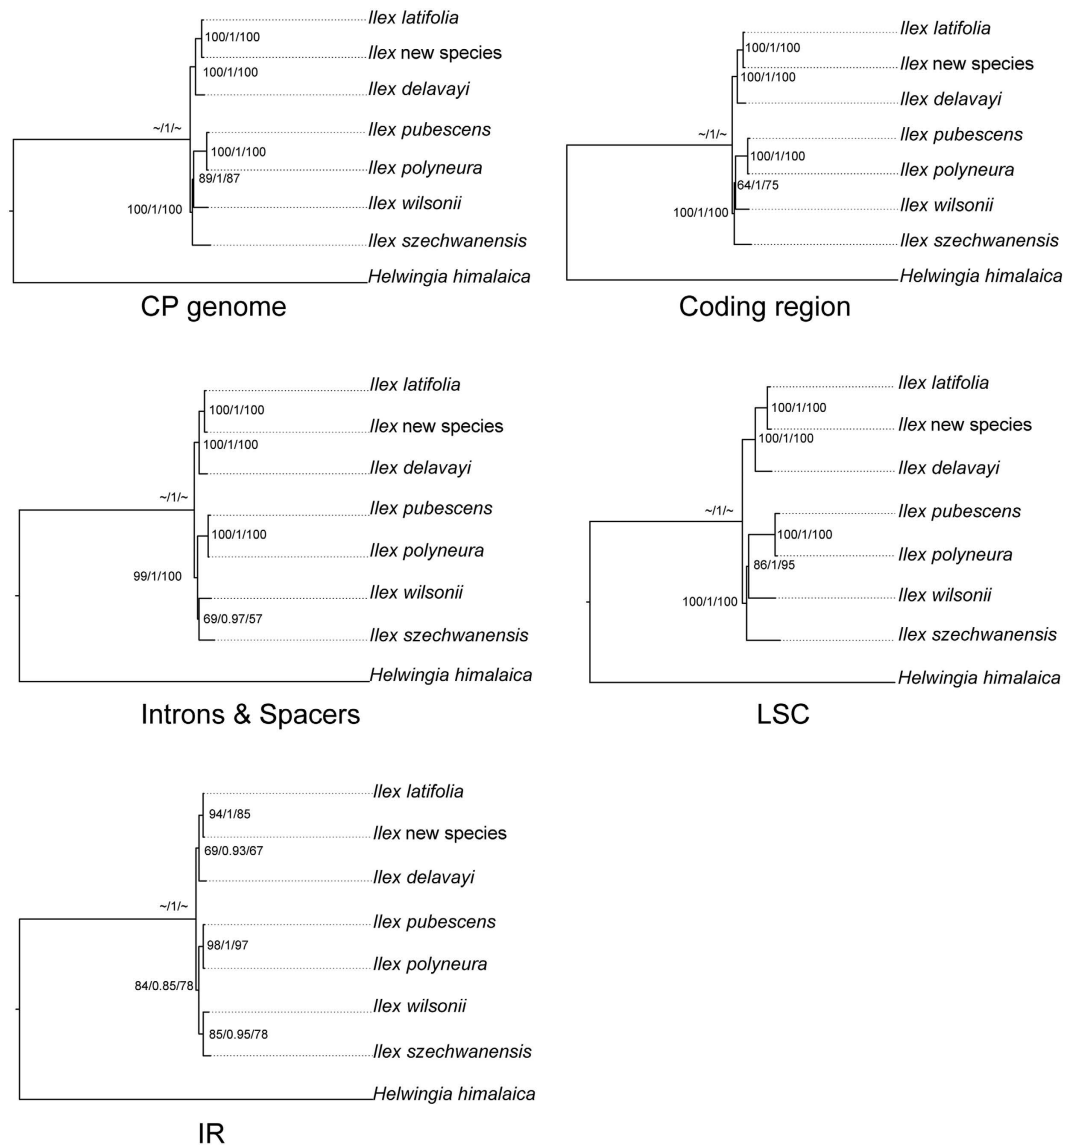 Ilex latifolia
100/1/100
Ilex new species
100/1/100
Ilex delavayi
~/1/~
Ilex pubescens
100/1/100
Ilex polyneura
89/1/87
Ilex wilsonii
100/1/100
Ilex szechwanensis
Helwingia himalaica
CP genome
Ilex latifolia
100/1/100
Ilex new species
100/1/100
Ilex delavayi
~/1/~
Ilex pubescens
100/1/100
Ilex polyneura
64/1/75
Ilex wilsonii
100/1/100
Ilex szechwanensis
Helwingia himalaica
Coding region
Ilex latifolia
100/1/100
Ilex new species
100/1/100
Ilex delavayi
~/1/~
Ilex pubescens
100/1/100
Ilex polyneura
99/1/100
Ilex wilsonii
69/0.97/57
Ilex szechwanensis
Helwingia himalaica
Introns & Spacers
Ilex latifolia
100/1/100
Ilex new species
100/1/100
Ilex delavayi
~/1/~
Ilex pubescens
100/1/100
Ilex polyneura
86/1/95
Ilex wilsonii
100/1/100
Ilex szechwanensis
Helwingia himalaica
LSC
Ilex latifolia
94/1/85
Ilex new species
69/0.93/67
Ilex delavayi
~/1/~
Ilex pubescens
98/1/97
Ilex polyneura
84/0.85/78
Ilex wilsonii
85/0.95/78
Ilex szechwanensis
Helwingia himalaica
IR